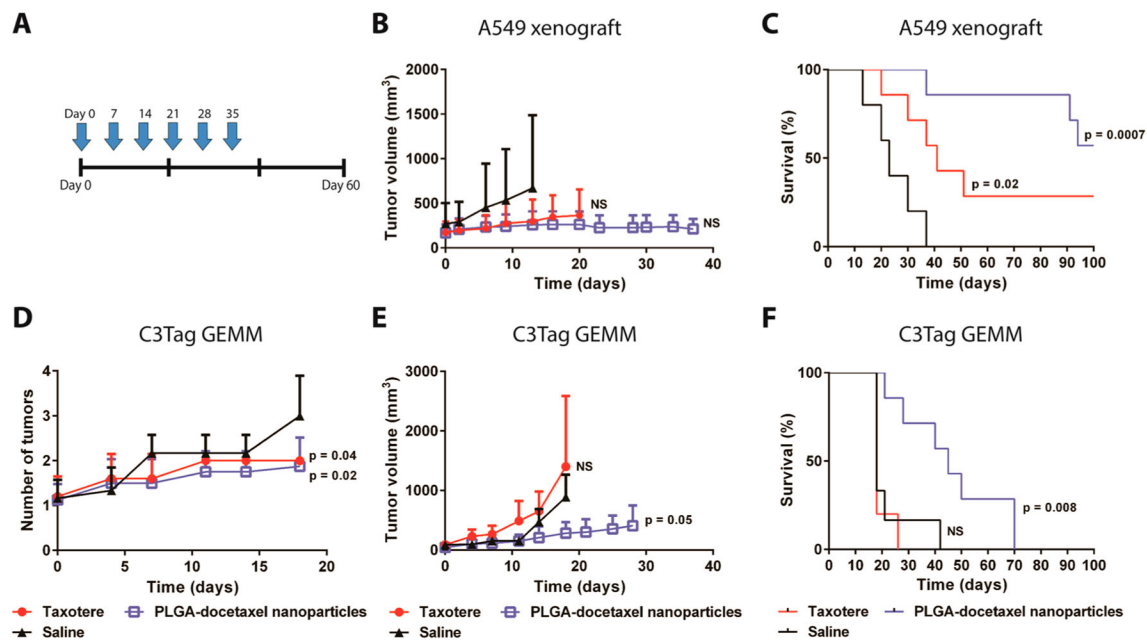 A
Day 0 7 14 21 28 35
Day 0 Day 60
B
A549 xenograft
Tumor volume (mm³)
2000
1500
1000
500
0
0 10 20 30 40
Time (days)
NS
NS
C
A549 xenograft
Survival (%)
100
50
0
0 10 20 30 40 50 60 70 80 90 100
Time (days)
p = 0.0007
p = 0.02
D
C3Tag GEMM
Number of tumors
4
3
2
1
0
0 5 10 15 20
Time (days)
p = 0.04
p = 0.02
Taxotere PLGA-docetaxel nanoparticles
Saline
E
C3Tag GEMM
Tumor volume (mm³)
3000
2000
1000
0
0 10 20 30 40
Time (days)
NS
p = 0.05
Taxotere PLGA-docetaxel nanoparticles
Saline
F
C3Tag GEMM
Survival (%)
100
50
0
0 10 20 30 40 50 60 70 80 90 100
Time (days)
p = 0.008
NS
Taxotere PLGA-docetaxel nanoparticles
Saline